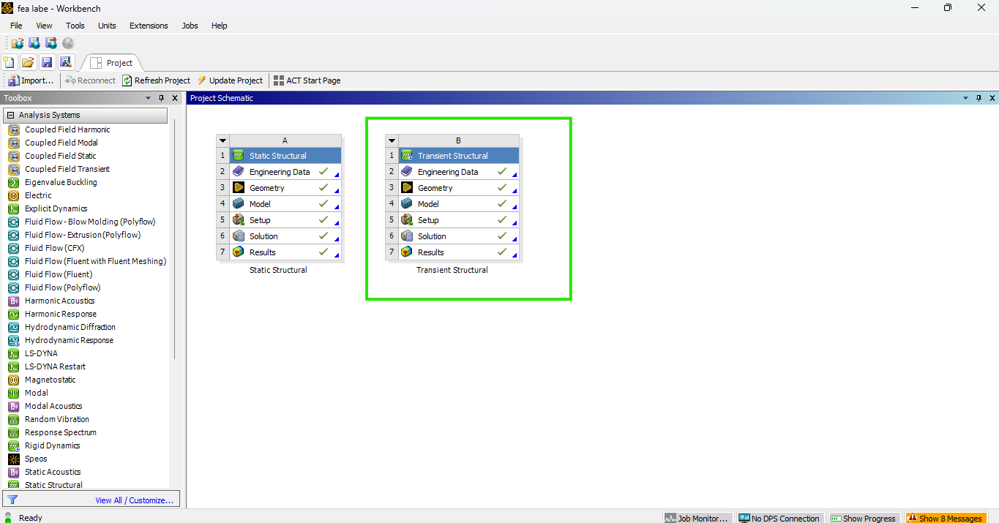 fea labe - Workbench
File View Tools Units Extensions Jobs Help
Project
Import... Reconnect Refresh Project Update Project ACT Start Page
Toolbox
Analysis Systems
Coupled Field Harmonic
Coupled Field Modal
Coupled Field Static
Coupled Field Transient
Eigenvalue Buckling
Electric
Explicit Dynamics
Fluid Flow - Blow Molding (Polyflow)
Fluid Flow - Extrusion (Polyflow)
Fluid Flow (CFX)
Fluid Flow (Fluent with Fluent Meshing)
Fluid Flow (Fluent)
Fluid Flow (Polyflow)
Harmonic Acoustics
Harmonic Response
Hydrodynamic Diffraction
Hydrodynamic Response
LS-DYNA
LS-DYNA Restart
Magnetostatic
Modal
Modal Acoustics
Random Vibration
Response Spectrum
Rigid Dynamics
Speos
Static Acoustics
Static Structural
View All / Customize...
Project Schematic
A
1 Static Structural
2 Engineering Data
3 Geometry
4 Model
5 Setup
6 Solution
7 Results
Static Structural
B
1 Transient Structural
2 Engineering Data
3 Geometry
4 Model
5 Setup
6 Solution
7 Results
Transient Structural
Ready
Job Monitor... No DPS Connection Show Progress Show 8 Messages